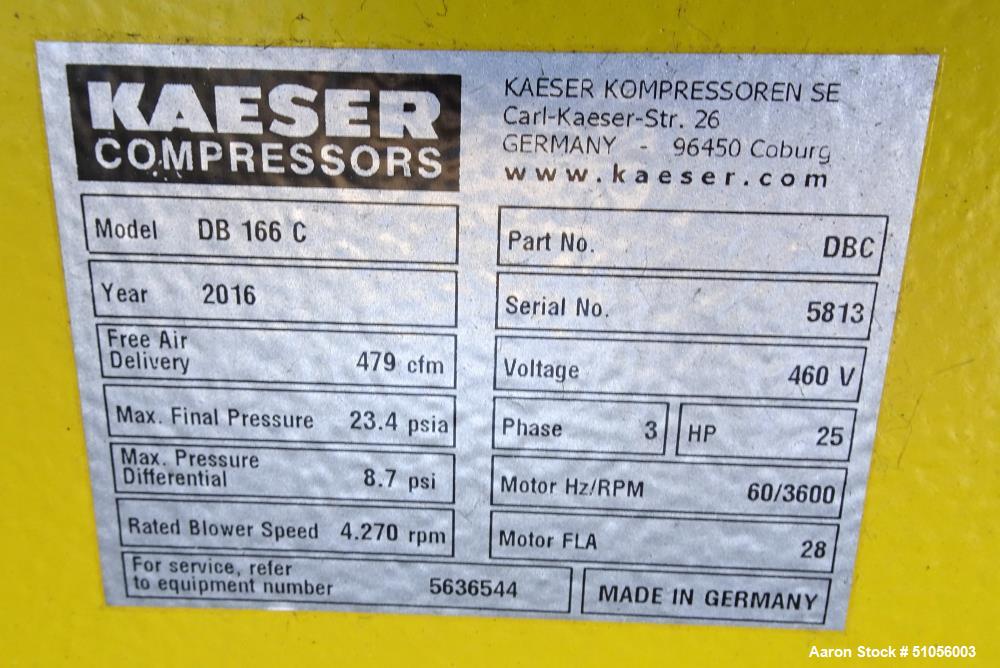 KAESER
COMPRESSORS
KAESER KOMPRESSOREN SE
Carl-Kaeser-Str. 26
GERMANY - 96450 Coburg
www.kaeser.com
Model DB 166 C
Year 2016
Free Air
Delivery 479 cfm
Max. Final Pressure 23.4 psia
Max. Pressure
Differential 8.7 psi
Rated Blower Speed 4.270 rpm
For service, refer
to equipment number 5636544
Part No. DBC
Serial No. 5813
Voltage 460 V
Phase 3 HP 25
Motor Hz/RPM 60/3600
Motor FLA 28
MADE IN GERMANY
Aaron Stock # 51056003